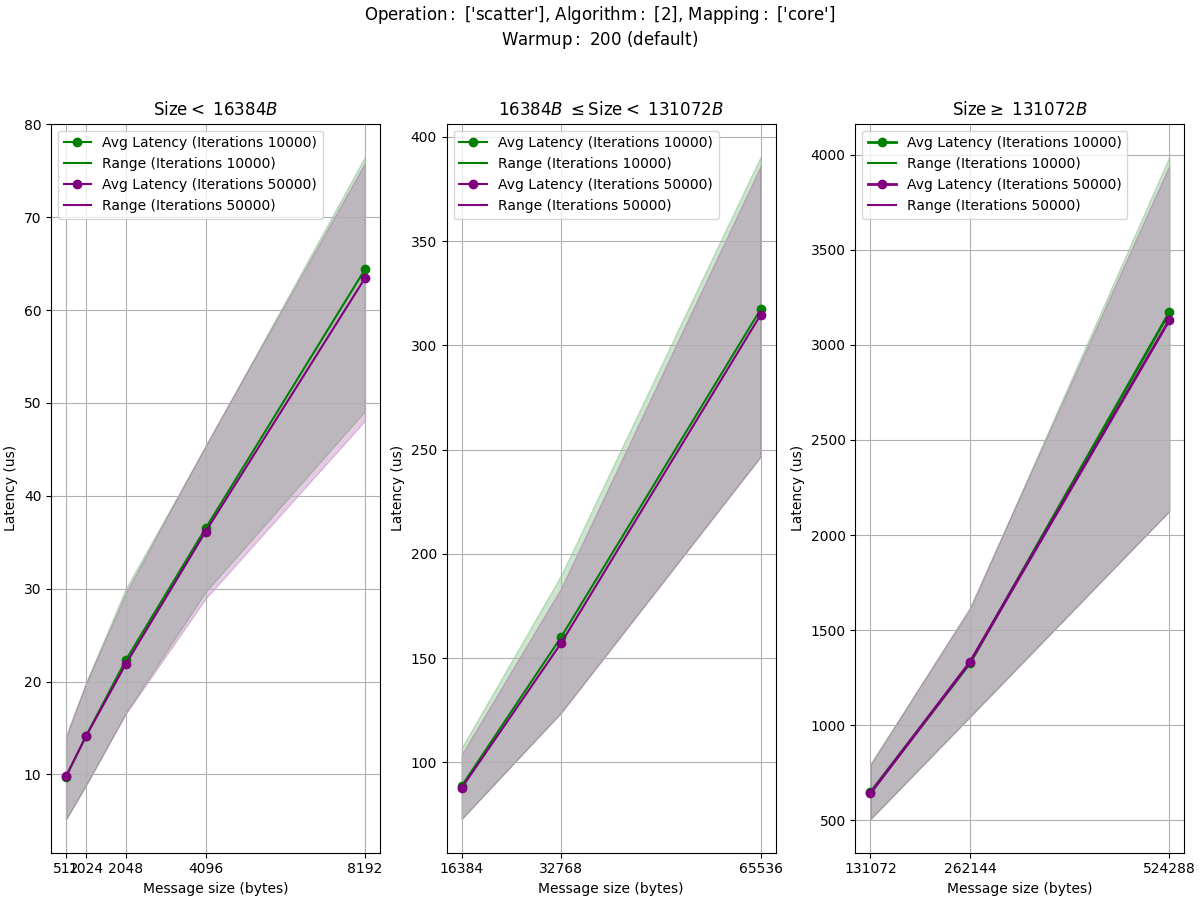 Operation: ['scatter'], Algorithm: [2], Mapping: ['core']
Warmup: 200 (default)
Size < 16384B
Avg Latency (Iterations 10000)
Range (Iterations 10000)
Avg Latency (Iterations 50000)
Range (Iterations 50000)
80
70
60
50
40
30
20
10
Latency (us)
512
1024
2048
4096
8192
Message size (bytes)
16384B ≤ Size < 131072B
Avg Latency (Iterations 10000)
Range (Iterations 10000)
Avg Latency (Iterations 50000)
Range (Iterations 50000)
400
350
300
250
200
150
100
Latency (us)
16384
32768
65536
Message size (bytes)
Size ≥ 131072B
Avg Latency (Iterations 10000)
Range (Iterations 10000)
Avg Latency (Iterations 50000)
Range (Iterations 50000)
4000
3500
3000
2500
2000
1500
1000
500
Latency (us)
131072
262144
524288
Message size (bytes)